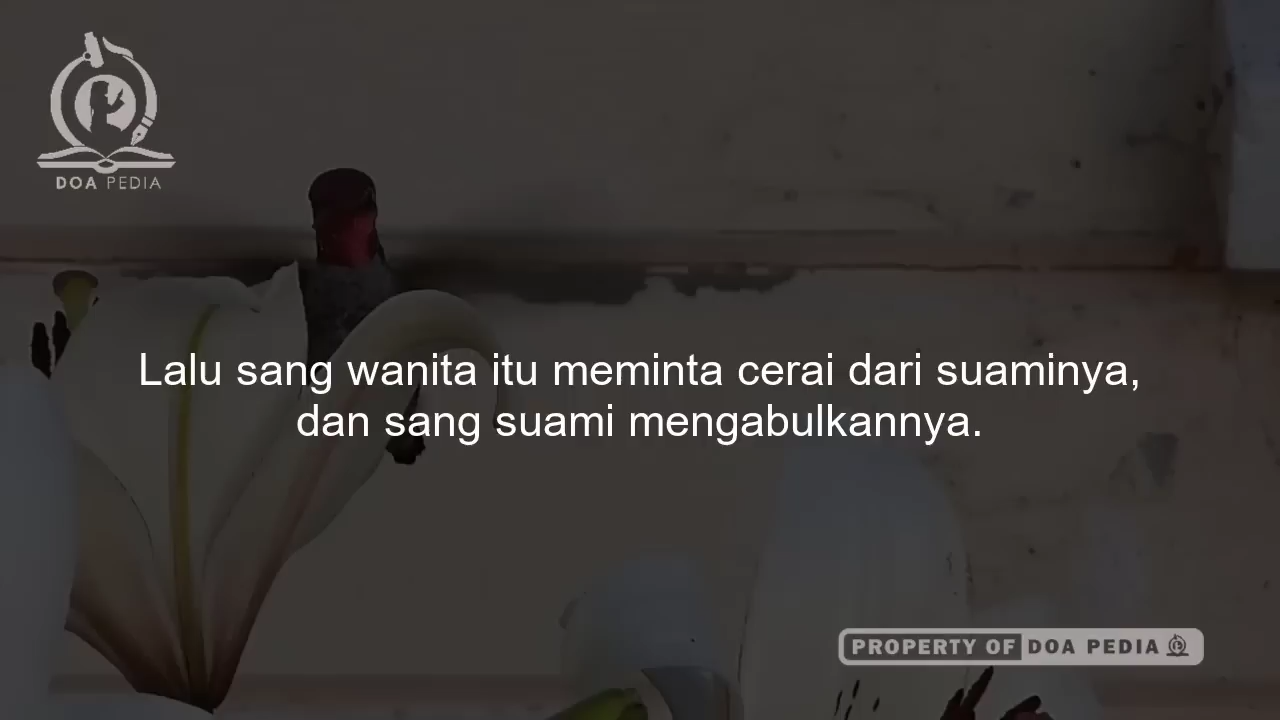 DOA PEDIA
Lalu sang wanita itu meminta cerai dari suaminya,
dan sang suami mengabulkannya.
PROPERTY OF DOA PEDIA